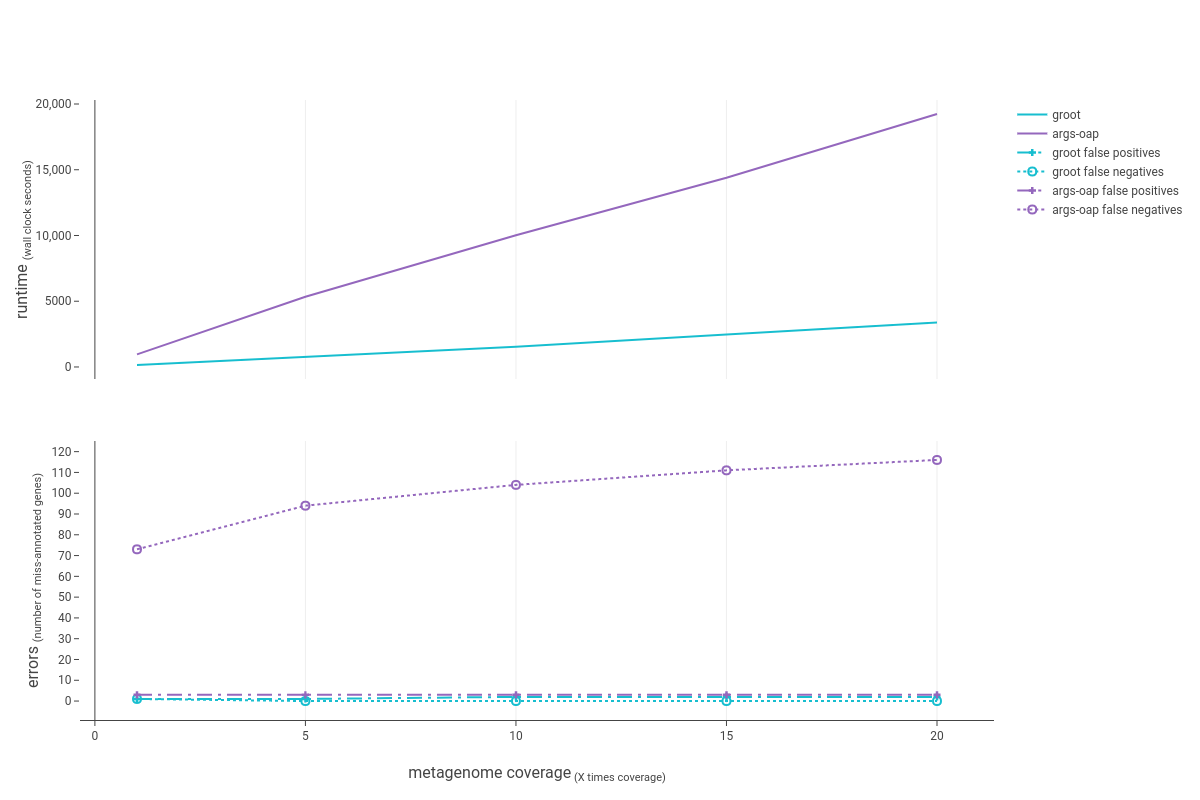 20,000
15,000
10,000
5000
0
runtime (wall clock seconds)
groot
args-oap
groot false positives
groot false negatives
args-oap false positives
args-oap false negatives
120
110
100
90
80
70
60
50
40
30
20
10
0
errors (number of miss-annotated genes)
0 5 10 15 20
metagenome coverage (X times coverage)